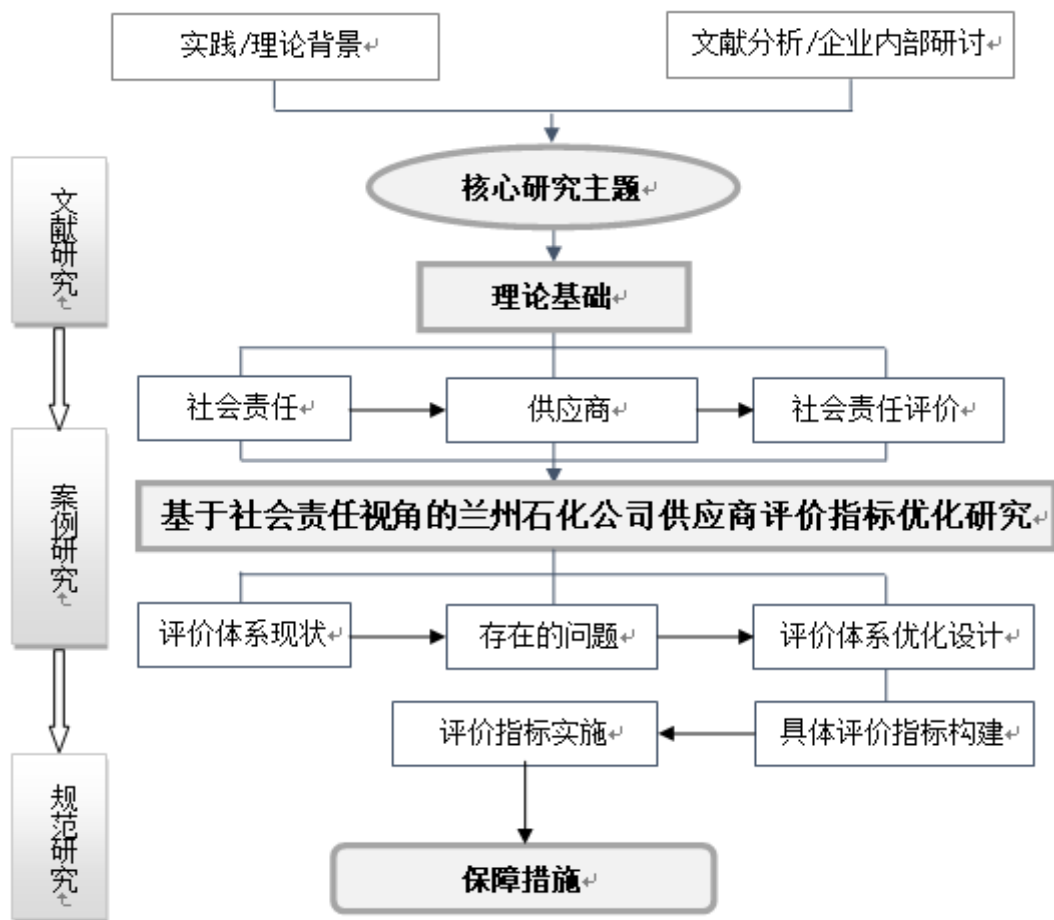 实践/理论背景
文献分析/企业内部研讨
核心研究主题
理论基础
社会责任
供应商
社会责任评价
基于社会责任视角的兰州石化公司供应商评价指标优化研究
评价体系现状
存在的问题
评价体系优化设计
评价指标实施
具体评价指标构建
保障措施
文献研究
案例研究
规范研究